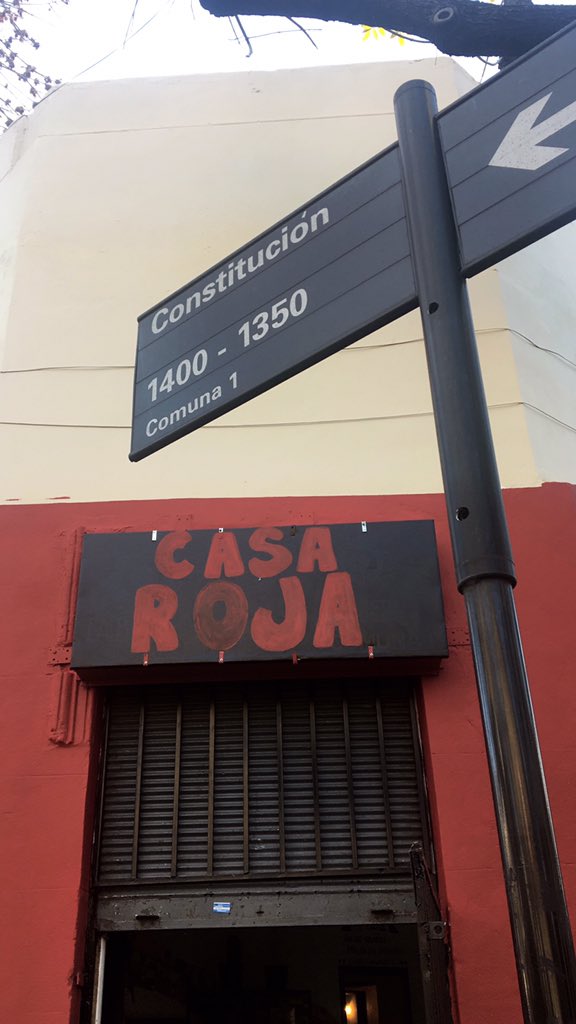 Constitución
1400 - 1350
Comuna 1
CASA
ROJA